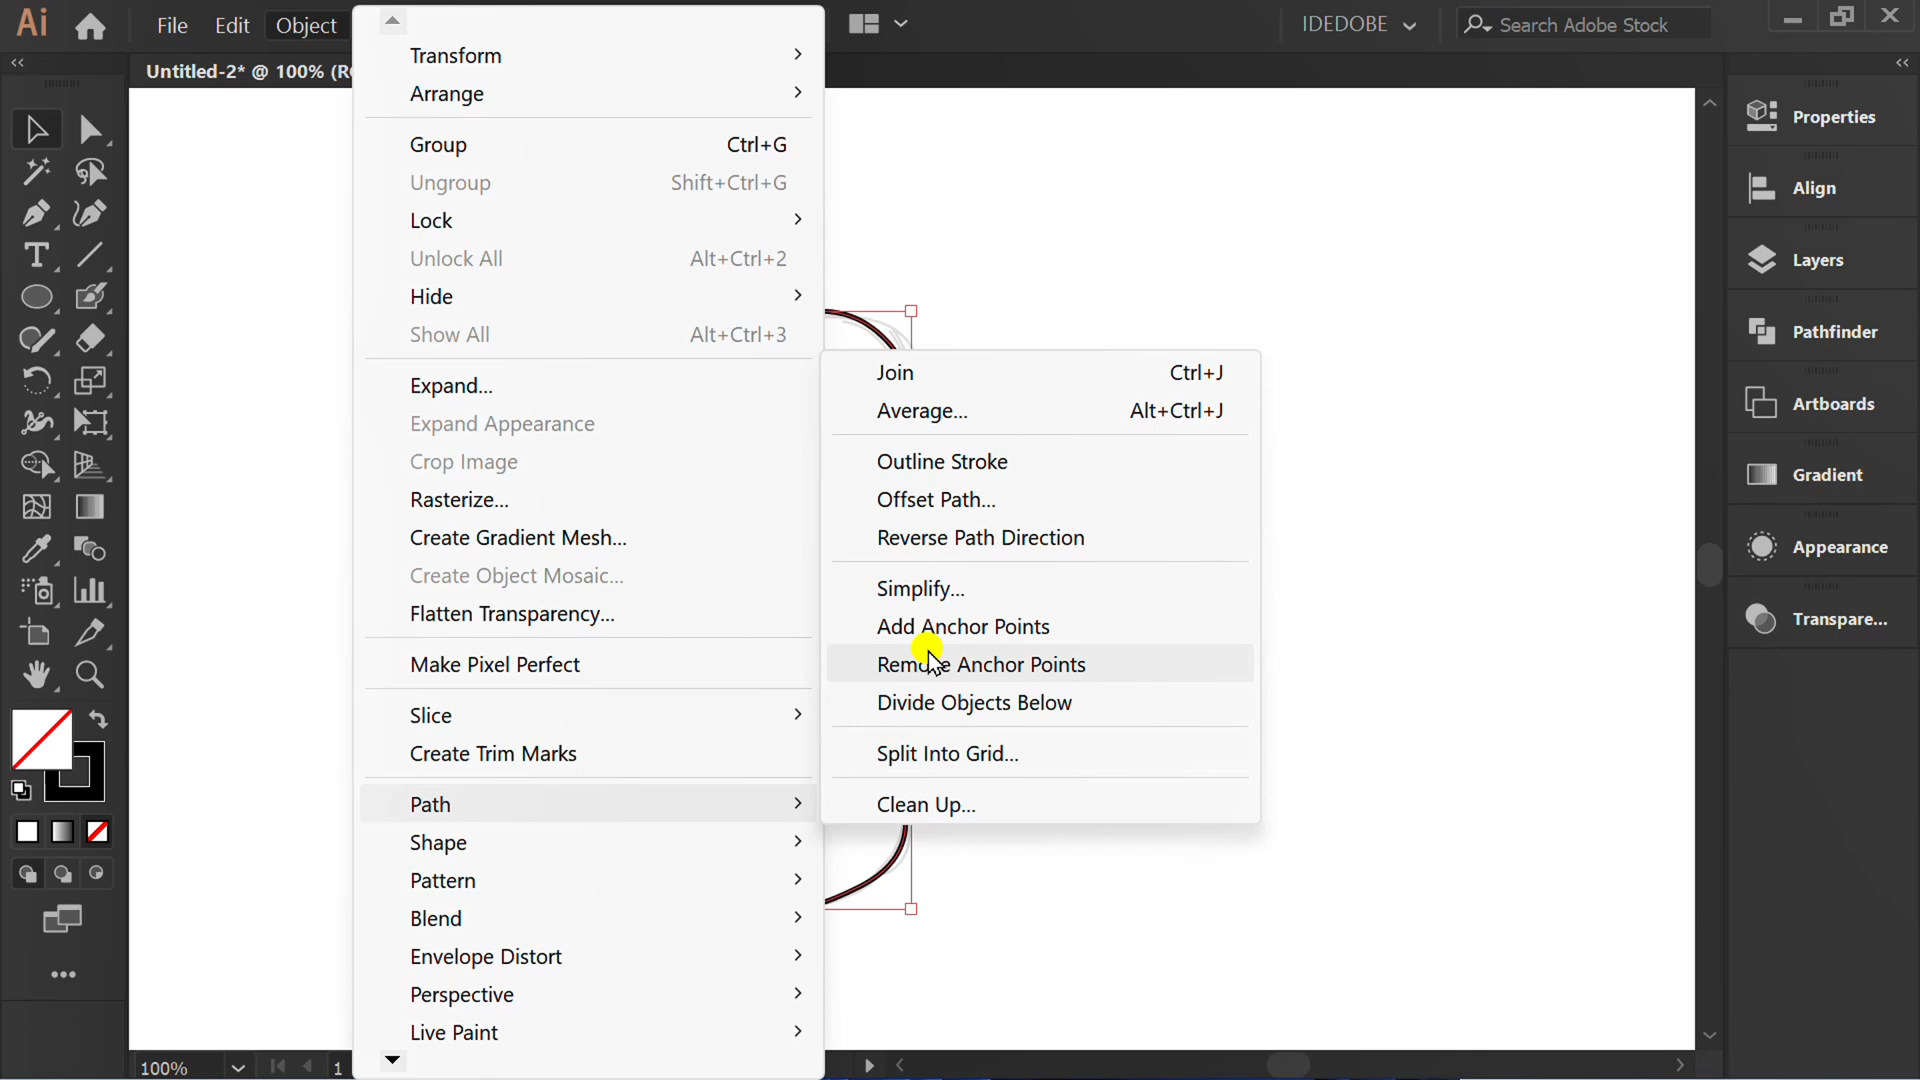 Ai File Edit Object IDEDOBE Search Adobe Stock
Untitled-2* @ 100% (R
Transform
Arrange
Group Ctrl+G
Ungroup Shift+Ctrl+G
Lock
Unlock All Alt+Ctrl+2
Hide
Show All Alt+Ctrl+3
Expand...
Expand Appearance
Crop Image
Rasterize...
Create Gradient Mesh...
Create Object Mosaic...
Flatten Transparency...
Make Pixel Perfect
Slice
Create Trim Marks
Path
Shape
Pattern
Blend
Envelope Distort
Perspective
Live Paint
Join Ctrl+J
Average... Alt+Ctrl+J
Outline Stroke
Offset Path...
Reverse Path Direction
Simplify...
Add Anchor Points
Remove Anchor Points
Divide Objects Below
Split Into Grid...
Clean Up...
Properties
Align
Layers
Pathfinder
Artboards
Gradient
Appearance
Transpare...
100% 1